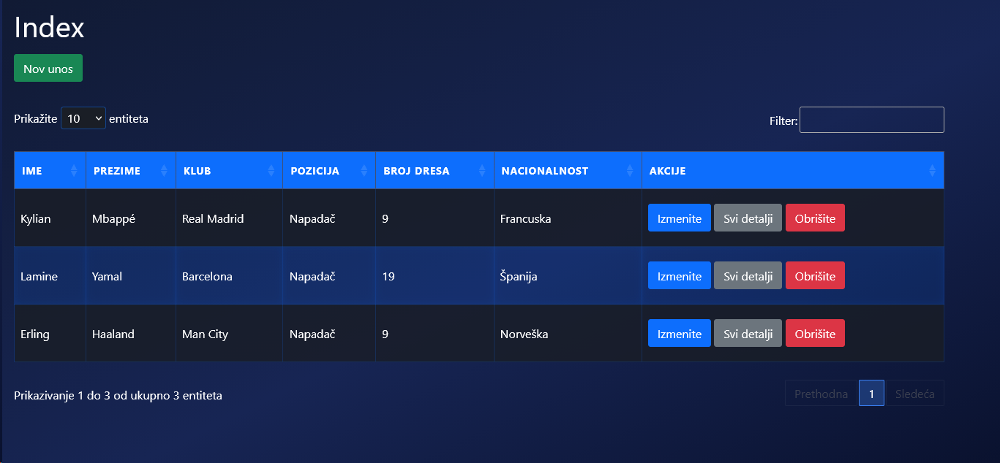 Index
Nov unos
Prikažite 10 entiteta Filter:
IME PREZIME KLUB POZICIJA BROJ DRESA NACIONALNOST AKCIJE
Kylian Mbappé Real Madrid Napadač 9 Francuska Izmenite Svi detalji Obrišite
Lamine Yamal Barcelona Napadač 19 Španija Izmenite Svi detalji Obrišite
Erling Haaland Man City Napadač 9 Norveška Izmenite Svi detalji Obrišite
Prikazivanje 1 do 3 od ukupno 3 entiteta Prethodna 1 Sledeća